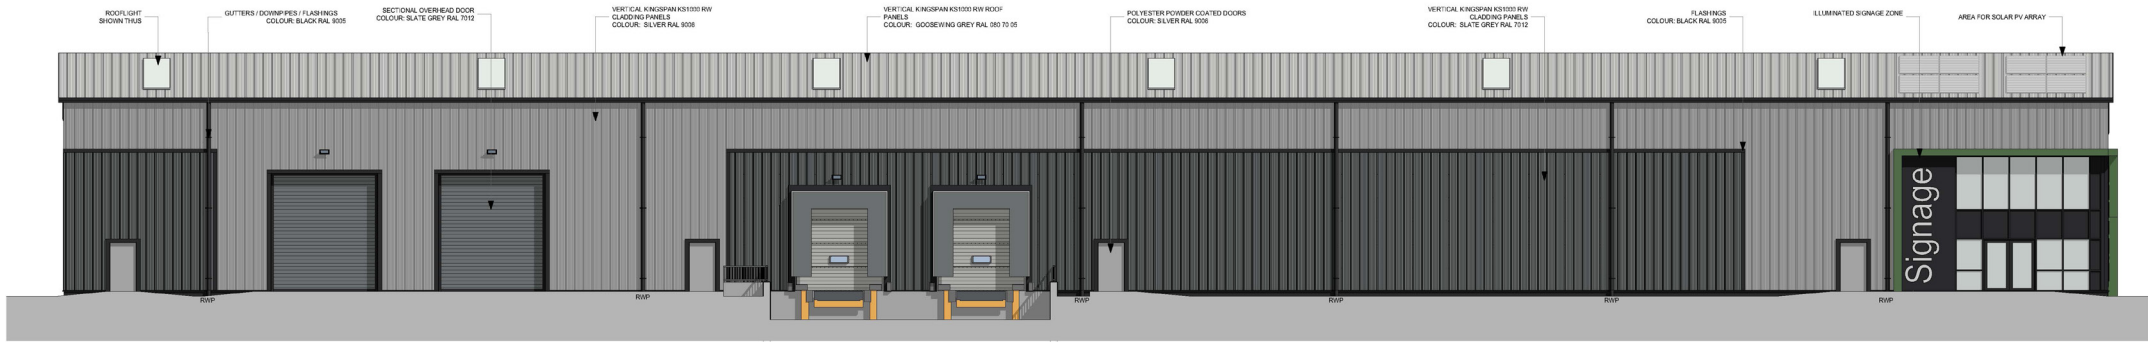 ROOFLIGHT
SHOWN THUS
GUTTERS / DOWNPIPES / FLASHINGS
COLOUR: BLACK RAL 9005
SECTIONAL OVERHEAD DOOR
COLOUR: SLATE GREY RAL 7012
VERTICAL KINGSPAN KS1000 RW
CLADDING PANELS
COLOUR: SILVER RAL 9006
VERTICAL KINGSPAN KS1000 RW ROOF
PANELS
COLOUR: GOOSEWING GREY RAL 080 70 05
POLYESTER POWDER COATED DOORS
COLOUR: SILVER RAL 9006
VERTICAL KINGSPAN KS1000 RW
CLADDING PANELS
COLOUR: SLATE GREY RAL 7012
FLASHINGS
COLOUR: BLACK RAL 9005
ILLUMINATED SIGNAGE ZONE
AREA FOR SOLAR PV ARRAY
Signage
RWP
RWP
RWP
RWP
RWP
RWP